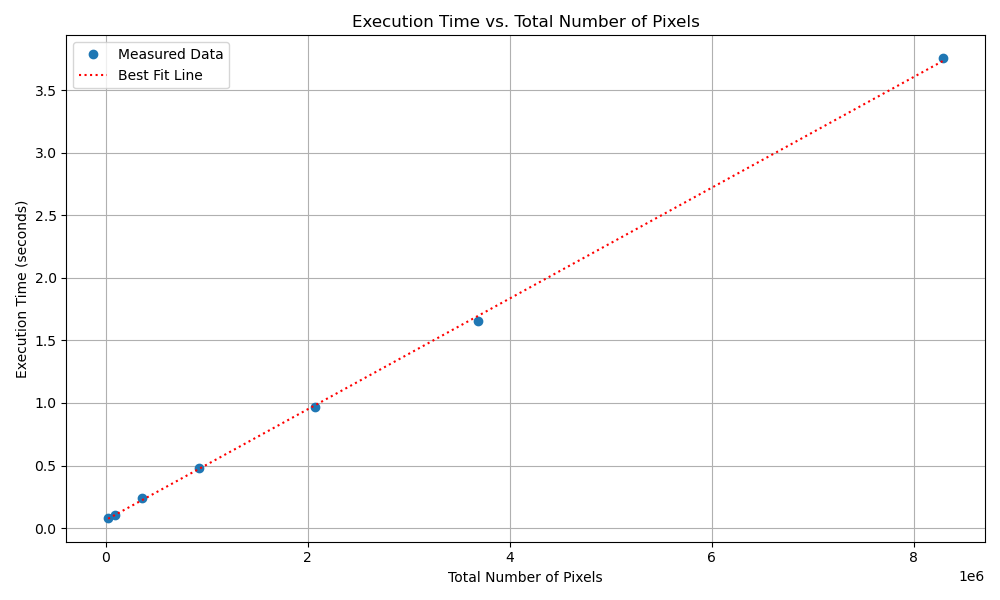 Execution Time vs. Total Number of Pixels
Measured Data
Best Fit Line
Execution Time (seconds)
3.5
3.0
2.5
2.0
1.5
1.0
0.5
0.0
0 2 4 6 8
1e6
Total Number of Pixels